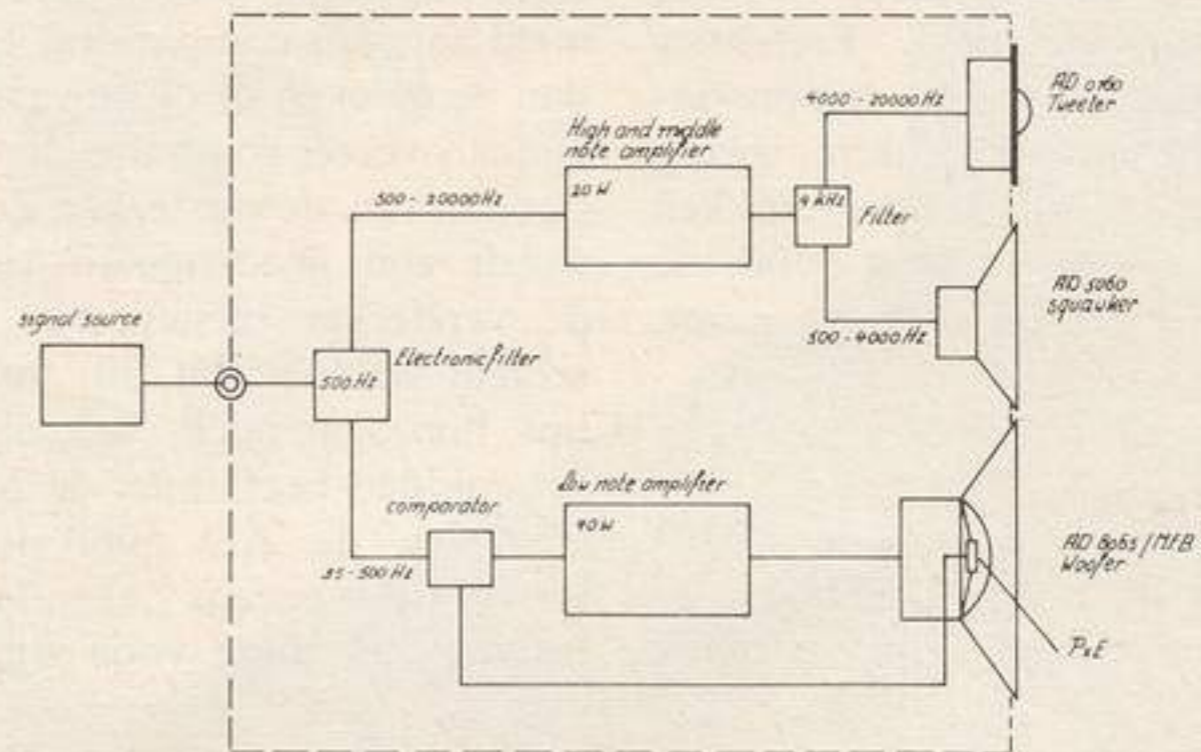 signal source
500 Hz
Electronic filter
500 - 20000 Hz
High and middle
note amplifier
20 W
4 kHz
Filter
4000 - 20000 Hz
AD 0160
Tweeter
500 - 4000 Hz
AD 5060
squawker
comparator
35 - 500 Hz
Low note amplifier
40 W
AD 8065 / M.F.B.
Woofer
PxE